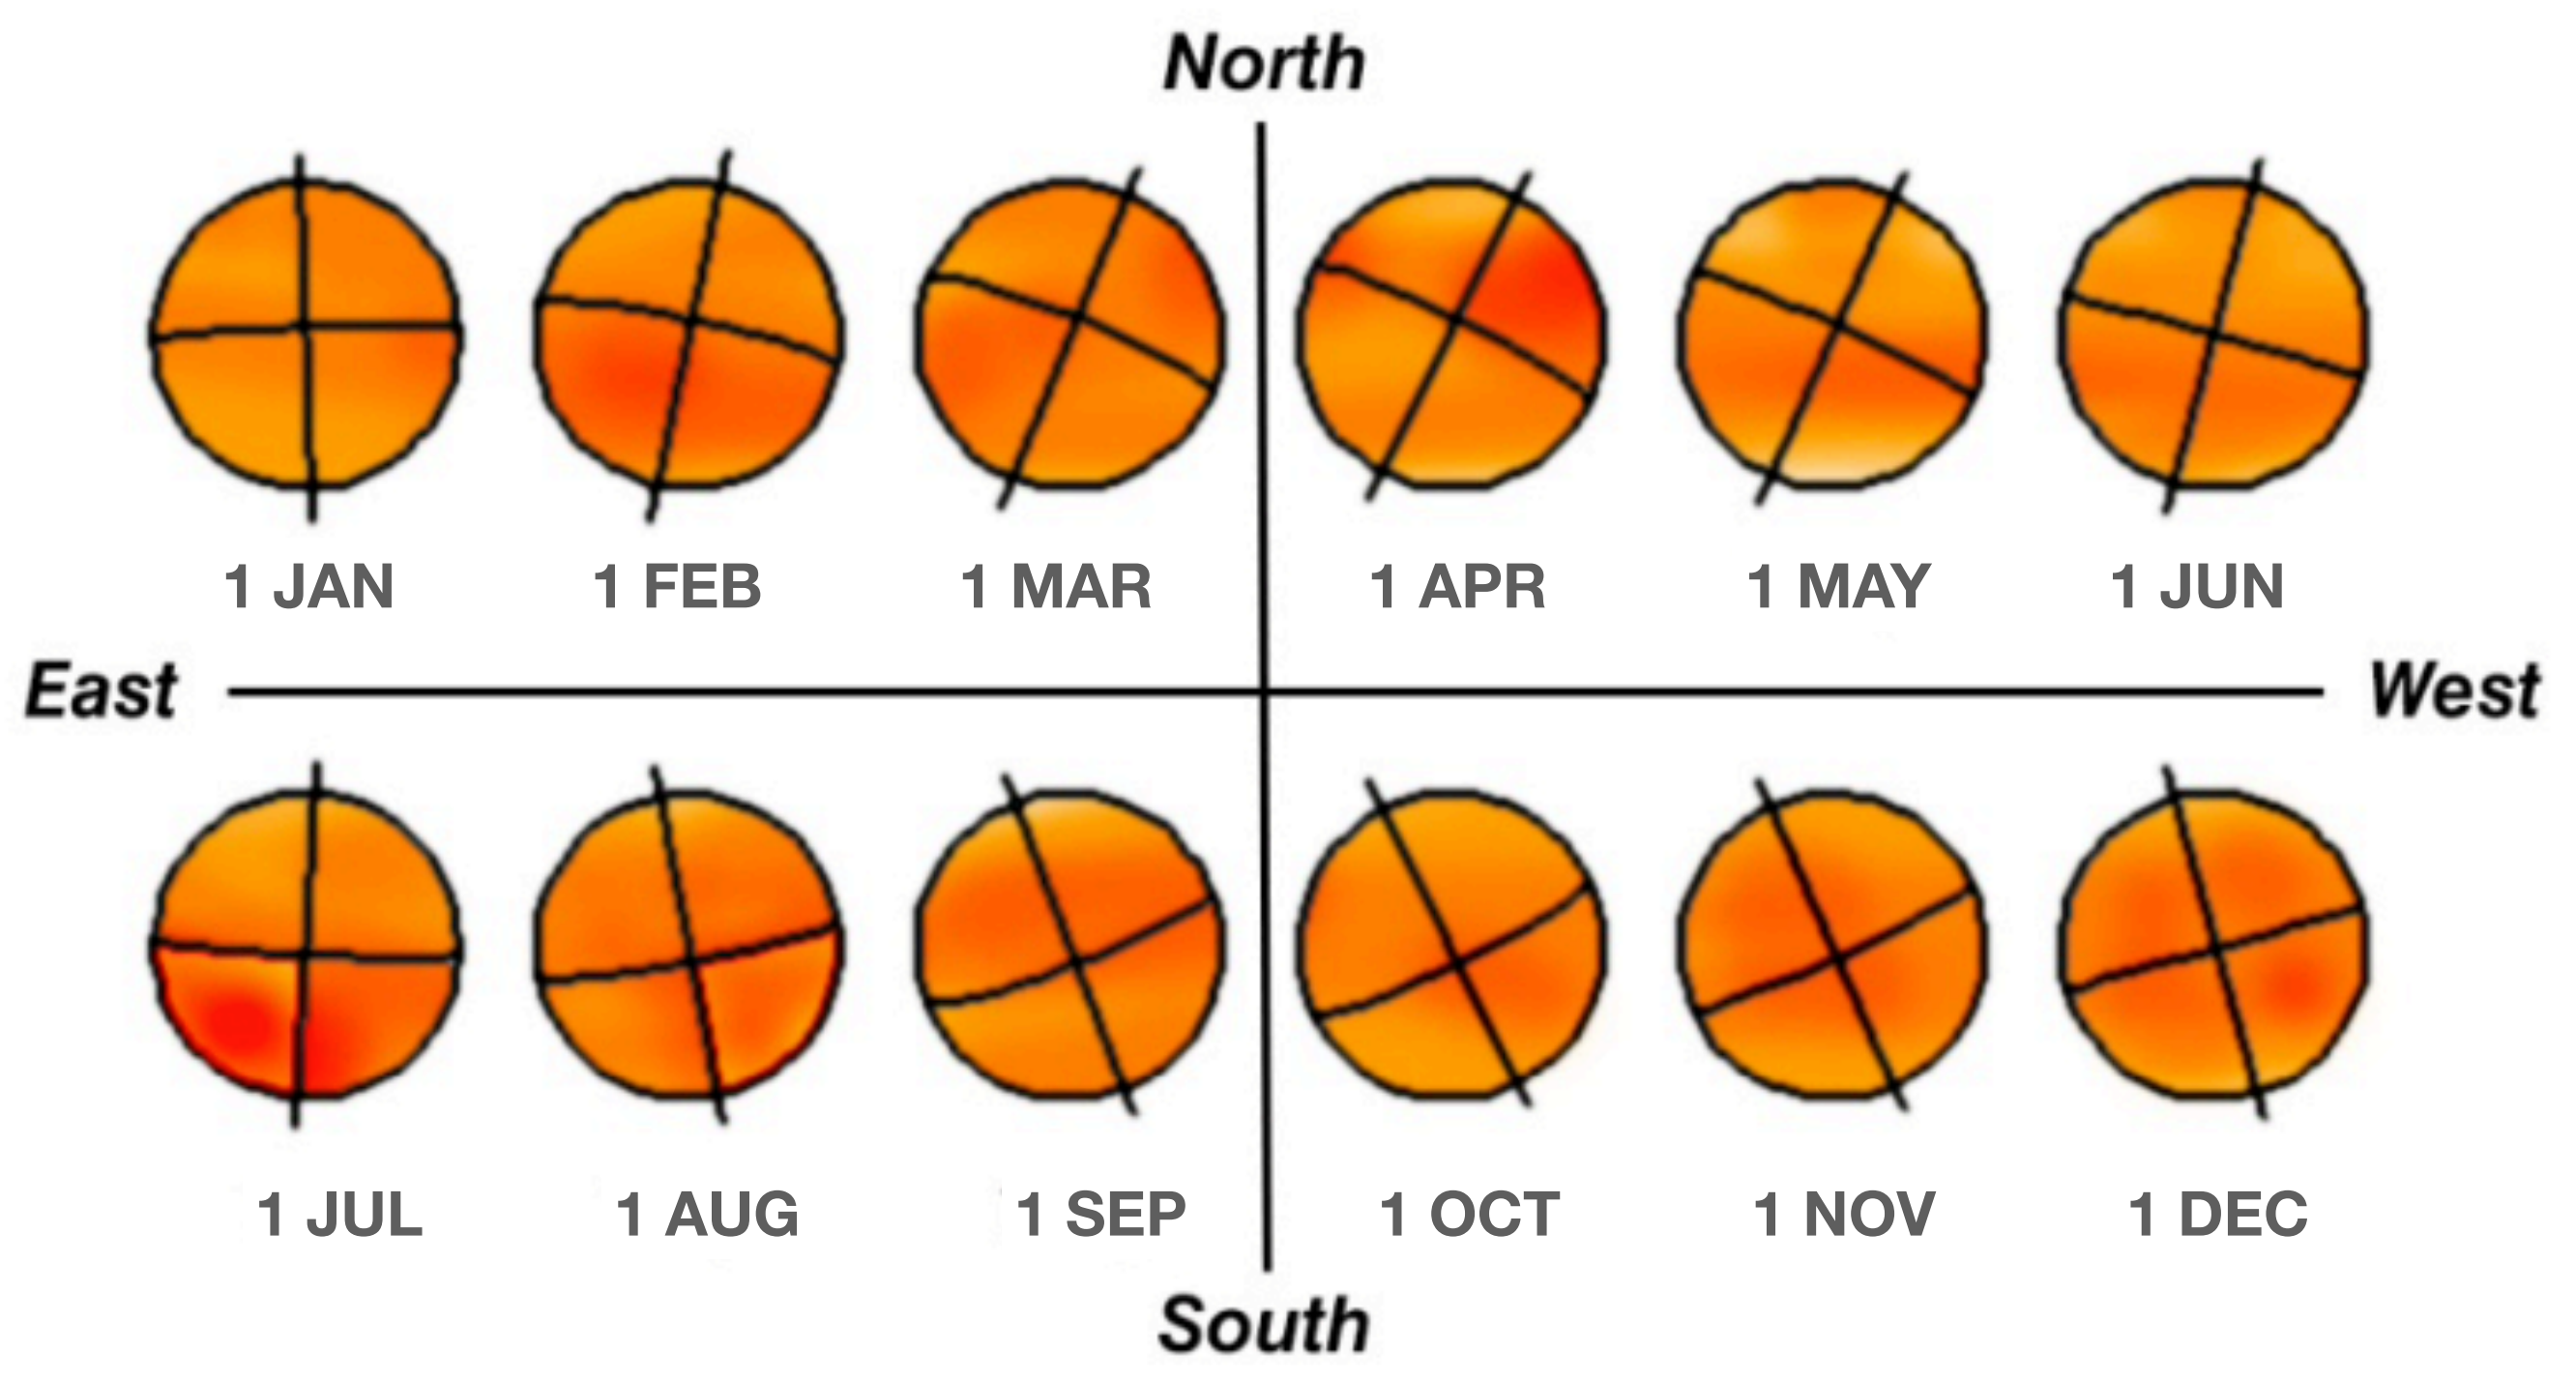 North
1 JAN
1 FEB
1 MAR
1 APR
1 MAY
1 JUN
East
West
1 JUL
1 AUG
1 SEP
1 OCT
1 NOV
1 DEC
South